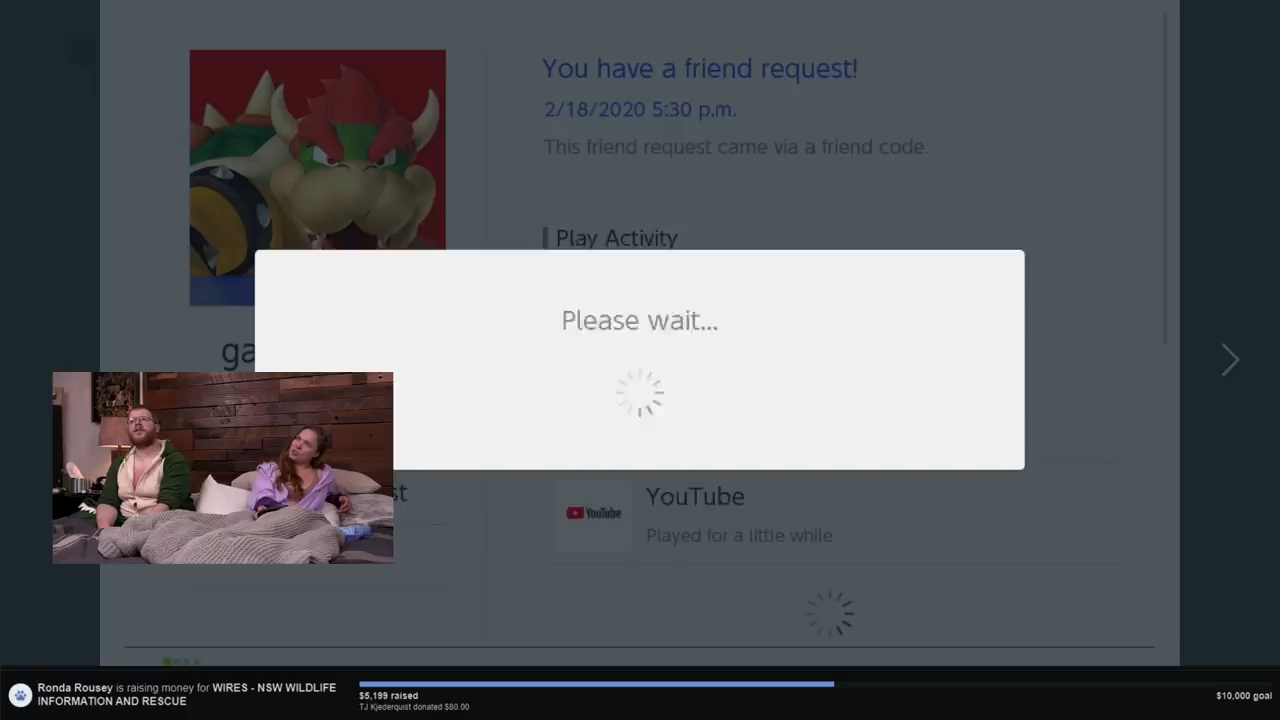 You have a friend request!
2/18/2020 5:30 p.m.
This friend request came via a friend code.
Play Activity
Please wait...
ga
st
YouTube
YouTube
Played for a little while
Ronda Rousey is raising money for WIRES - NSW WILDLIFE
INFORMATION AND RESCUE
$5,199 raised
$10,000 goal
TJ Kjederquist donated $80.00